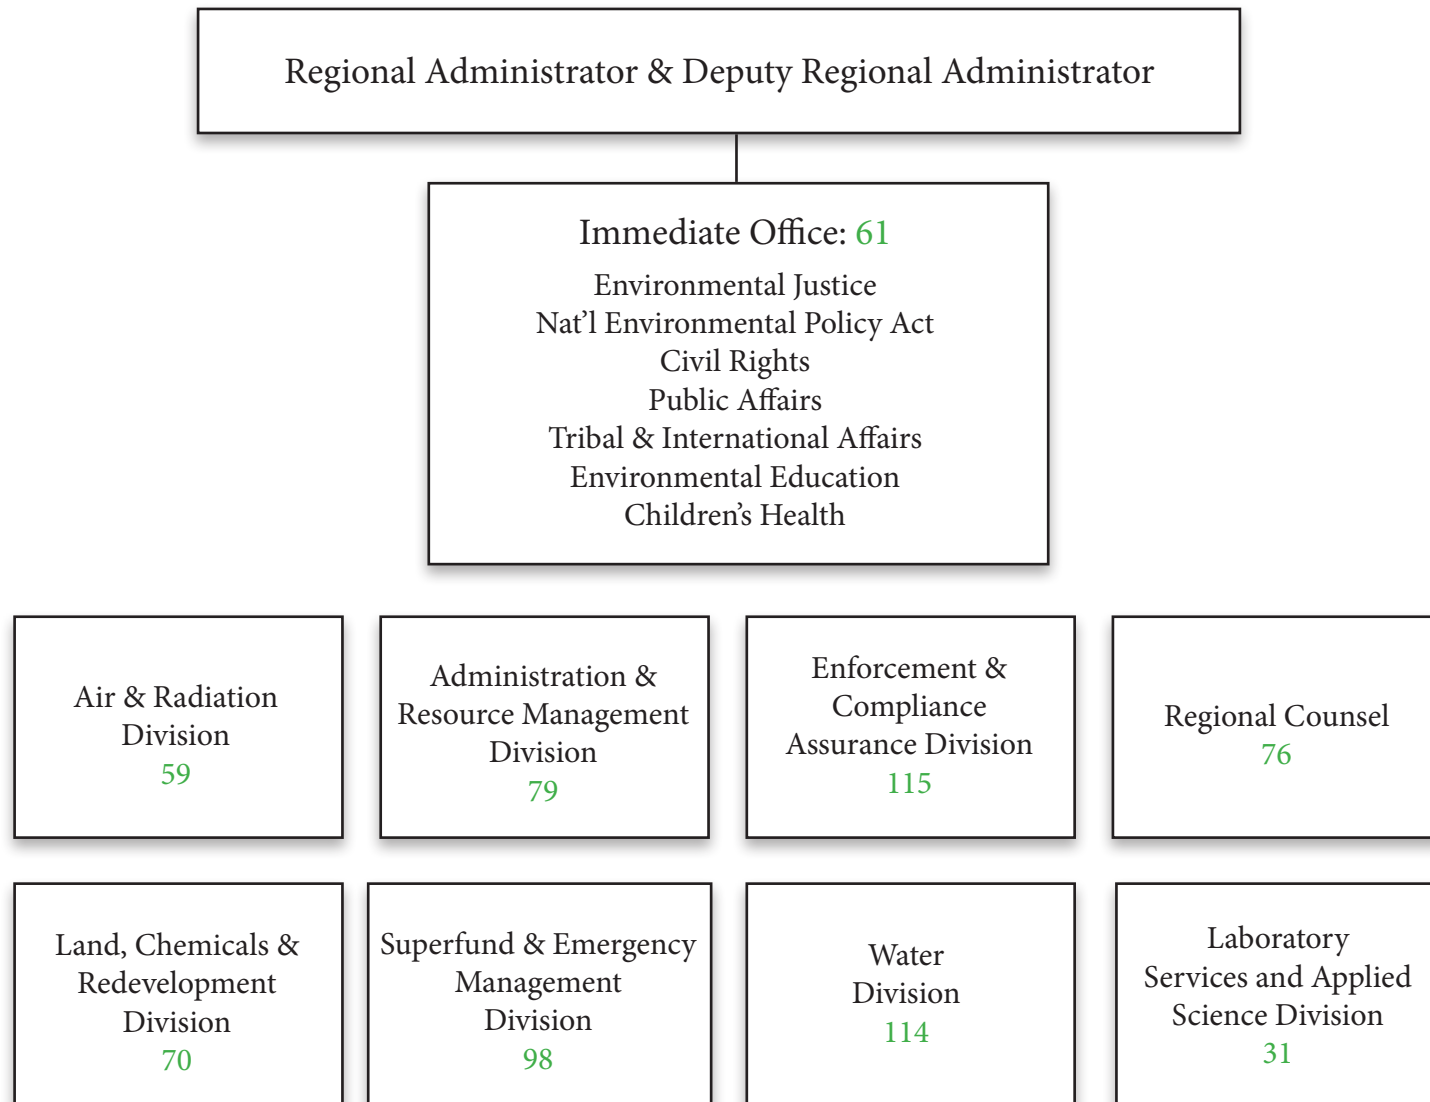 Regional Administrator & Deputy Regional Administrator
Immediate Office: 61
Environmental Justice
Nat’l Environmental Policy Act
Civil Rights
Public Affairs
Tribal & International Affairs
Environmental Education
Children’s Health
Air & Radiation
Division
59
Administration &
Resource Management
Division
79
Enforcement &
Compliance
Assurance Division
115
Regional Counsel
76
Land, Chemicals &
Redevelopment
Division
70
Superfund & Emergency
Management
Division
98
Water
Division
114
Laboratory
Services and Applied
Science Division
31